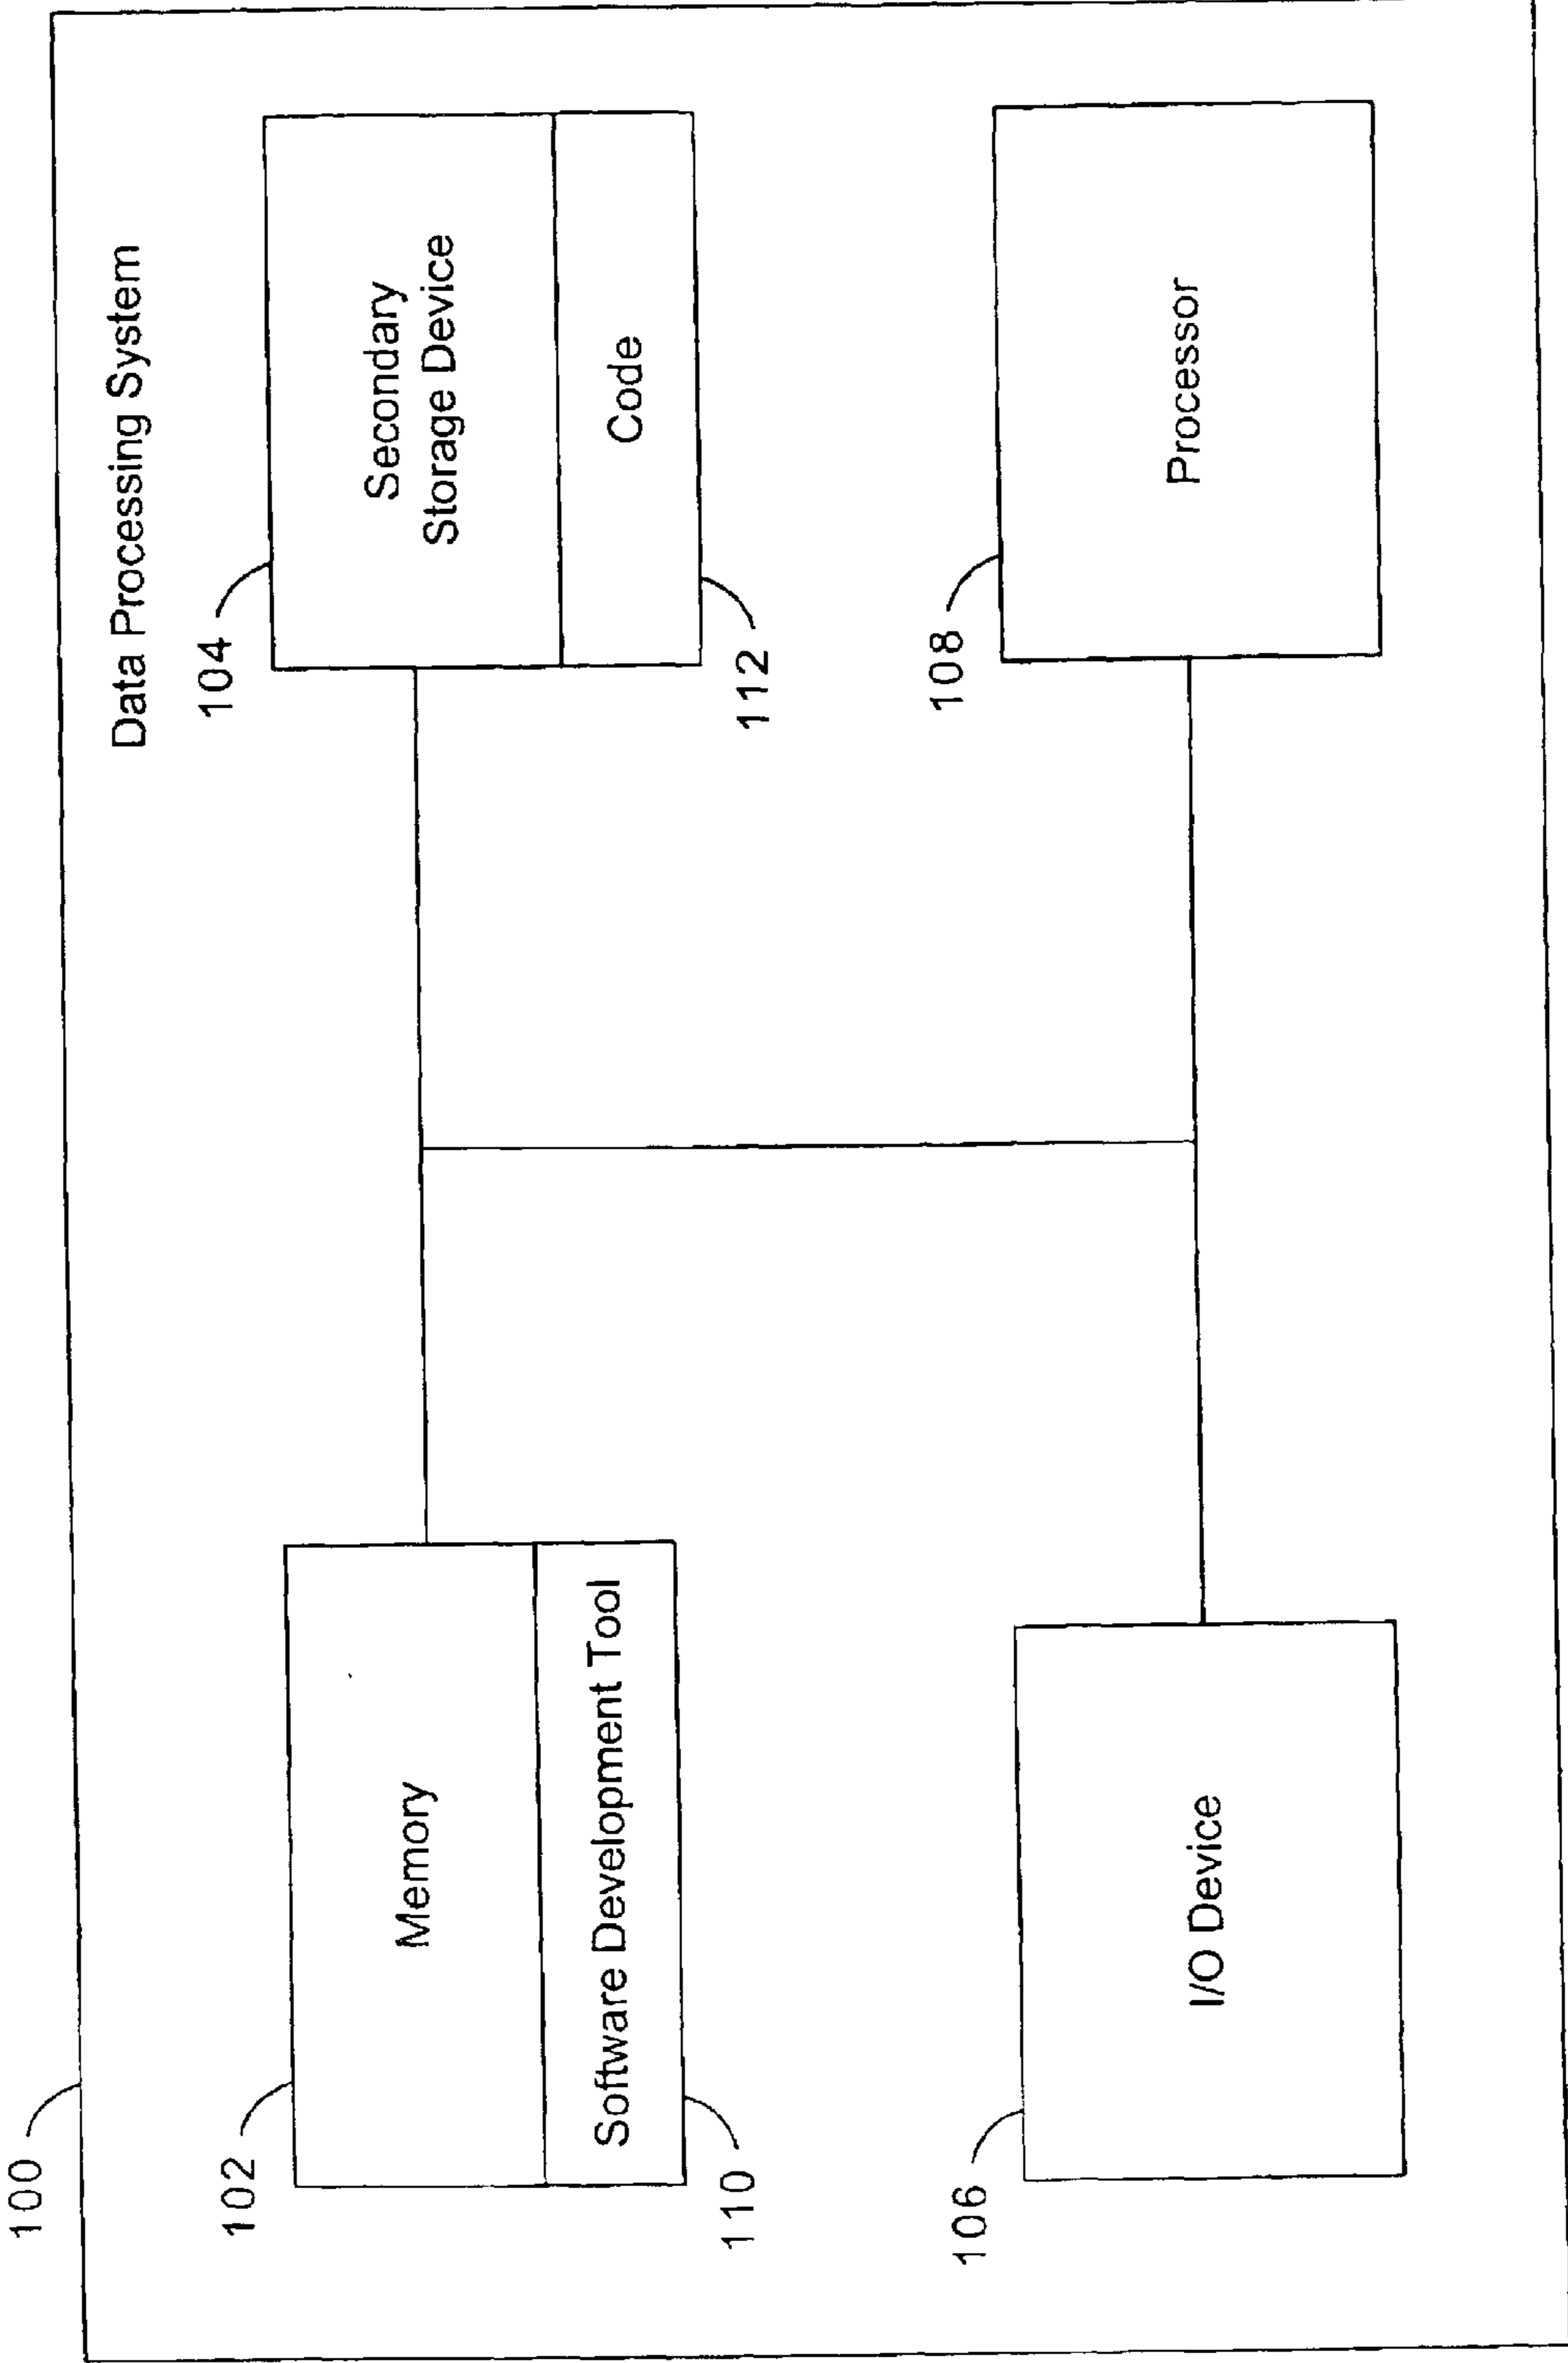 100
Data Processing System
102
Memory
Software Development Tool
110
104
Secondary
Storage Device
Code
112
106
I/O Device
108
Processor